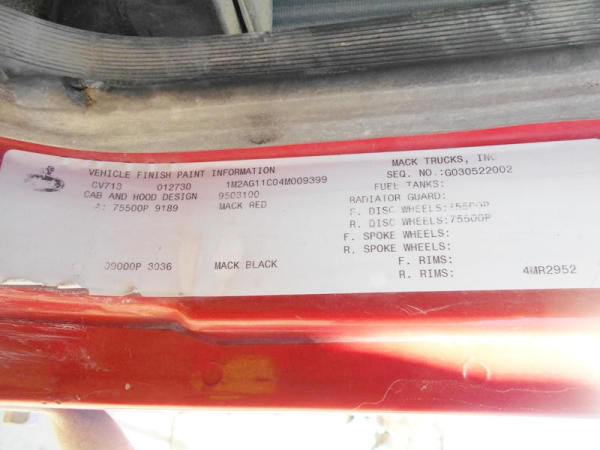 VEHICLE FINISH PAINT INFORMATION
CV713 012730 1M2AG11C04M009399
CAB AND HOOD DESIGN 9503100
A: 75500P 9189 MACK RED
09000P 3036 MACK BLACK
MACK TRUCKS, INC
SEQ. NO.:G030522002
FUEL TANKS:
RADIATOR GUARD:
F. DISC WHEELS:75500P
R. DISC WHEELS:75500P
F. SPOKE WHEELS:
R. SPOKE WHEELS:
F. RIMS:
R. RIMS:
4MR2952